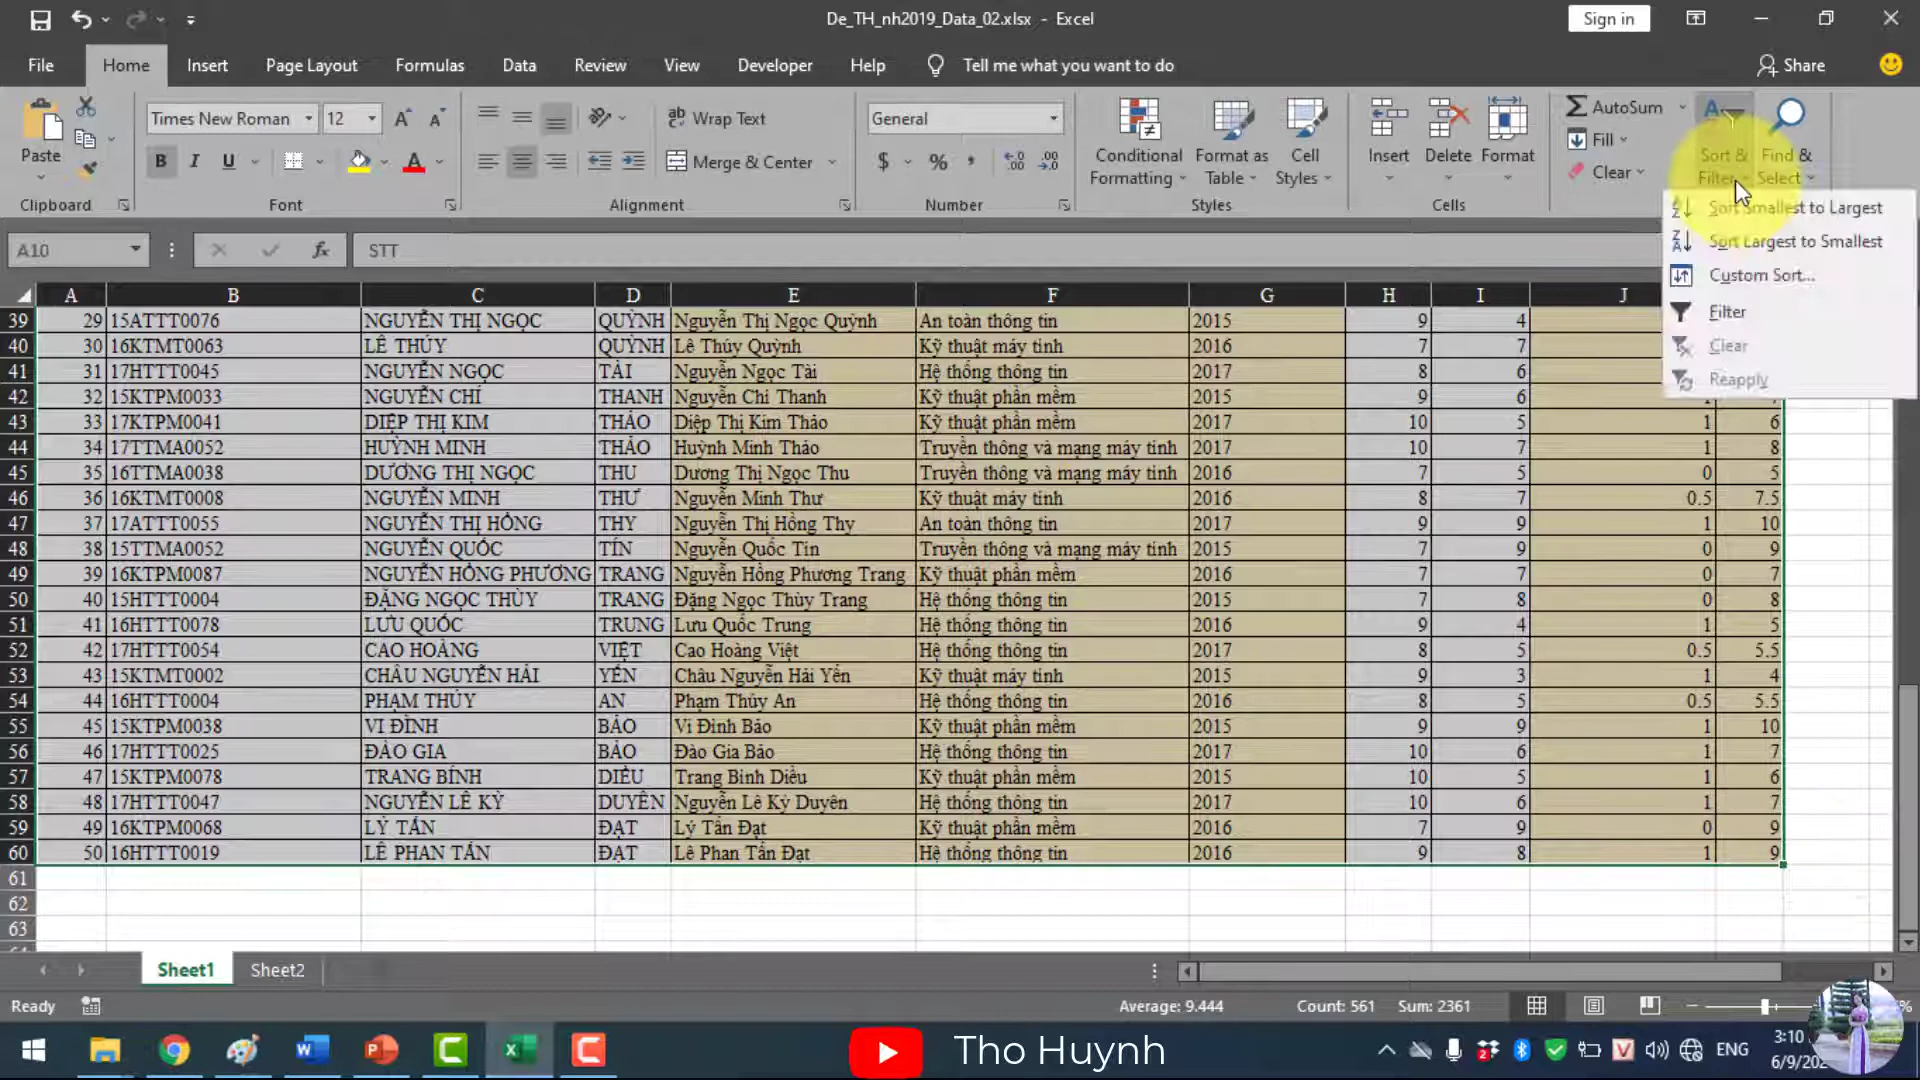 De_TH_nh2019_Data_02.xlsx - Excel
Sign in
File Home Insert Page Layout Formulas Data Review View Developer Help Tell me what you want to do Share
Paste
Times New Roman 12
B I U
Wrap Text
Merge & Center
General
$ % ,
Conditional Formatting
Format as Table
Cell Styles
Insert Delete Format
AutoSum
Fill
Clear
Sort & Filter
Find & Select
Clipboard Font Alignment Number Styles Cells
Sort Smallest to Largest
Sort Largest to Smallest
Custom Sort...
Filter
Clear
Reapply
A10 fx STT
A B C D E F G H I J
39 29 15ATTT0076 NGUYỄN THỊ NGỌC QUỲNH Nguyễn Thị Ngọc Quỳnh An toàn thông tin 2015 9 4
40 30 16KTMT0063 LÊ THÚY QUỲNH Lê Thúy Quỳnh Kỹ thuật máy tính 2016 7 7
41 31 17HTTT0045 NGUYỄN NGỌC TÀI Nguyễn Ngọc Tài Hệ thống thông tin 2017 8 6
42 32 15KTPM0033 NGUYỄN CHÍ THANH Nguyễn Chí Thanh Kỹ thuật phần mềm 2015 9 6
43 33 17KTPM0041 DIỆP THỊ KIM THẢO Diệp Thị Kim Thảo Kỹ thuật phần mềm 2017 10 5 1 6
44 34 17TTMA0052 HUỲNH MINH THẢO Huỳnh Minh Thảo Truyền thông và mạng máy tính 2017 10 7 1 8
45 35 16TTMA0038 DƯƠNG THỊ NGỌC THU Dương Thị Ngọc Thu Truyền thông và mạng máy tính 2016 7 5 0 5
46 36 16KTMT0008 NGUYỄN MINH THƯ Nguyễn Minh Thư Kỹ thuật máy tính 2016 8 7 0.5 7.5
47 37 17ATTT0055 NGUYỄN THỊ HỒNG THY Nguyễn Thị Hồng Thy An toàn thông tin 2017 9 9 1 10
48 38 15TTMA0052 NGUYỄN QUỐC TÍN Nguyễn Quốc Tín Truyền thông và mạng máy tính 2015 7 9 0 9
49 39 16KTPM0087 NGUYỄN HỒNG PHƯƠNG TRANG Nguyễn Hồng Phương Trang Kỹ thuật phần mềm 2016 7 7 0 7
50 40 15HTTT0004 ĐẶNG NGỌC THÙY TRANG Đặng Ngọc Thùy Trang Hệ thống thông tin 2015 7 8 0 8
51 41 16HTTT0078 LƯU QUỐC TRUNG Lưu Quốc Trung Hệ thống thông tin 2016 9 4 1 5
52 42 17HTTT0054 CAO HOÀNG VIỆT Cao Hoàng Việt Hệ thống thông tin 2017 8 5 0.5 5.5
53 43 15KTMT0002 CHÂU NGUYỄN HẢI YẾN Châu Nguyễn Hải Yến Kỹ thuật máy tính 2015 9 3 1 4
54 44 16HTTT0004 PHẠM THÚY AN Phạm Thúy An Hệ thống thông tin 2016 8 5 0.5 5.5
55 45 15KTPM0038 VI ĐÌNH BẢO Vi Đình Bảo Kỹ thuật phần mềm 2015 9 9 1 10
56 46 17HTTT0025 ĐÀO GIA BẢO Đào Gia Bảo Hệ thống thông tin 2017 10 6 1 7
57 47 15KTPM0078 TRANG BÍNH DIỀU Trang Bính Diều Kỹ thuật phần mềm 2015 10 5 1 6
58 48 17HTTT0047 NGUYỄN LÊ KỲ DUYÊN Nguyễn Lê Kỳ Duyên Hệ thống thông tin 2017 10 6 1 7
59 49 16KTPM0068 LÝ TẤN ĐẠT Lý Tấn Đạt Kỹ thuật phần mềm 2016 7 9 0 9
60 50 16HTTT0019 LÊ PHAN TẤN ĐẠT Lê Phan Tấn Đạt Hệ thống thông tin 2016 9 8 1 9
61
62
63
Sheet1 Sheet2
Ready Average: 9.444 Count: 561 Sum: 2361
Tho Huynh
ENG
3:10